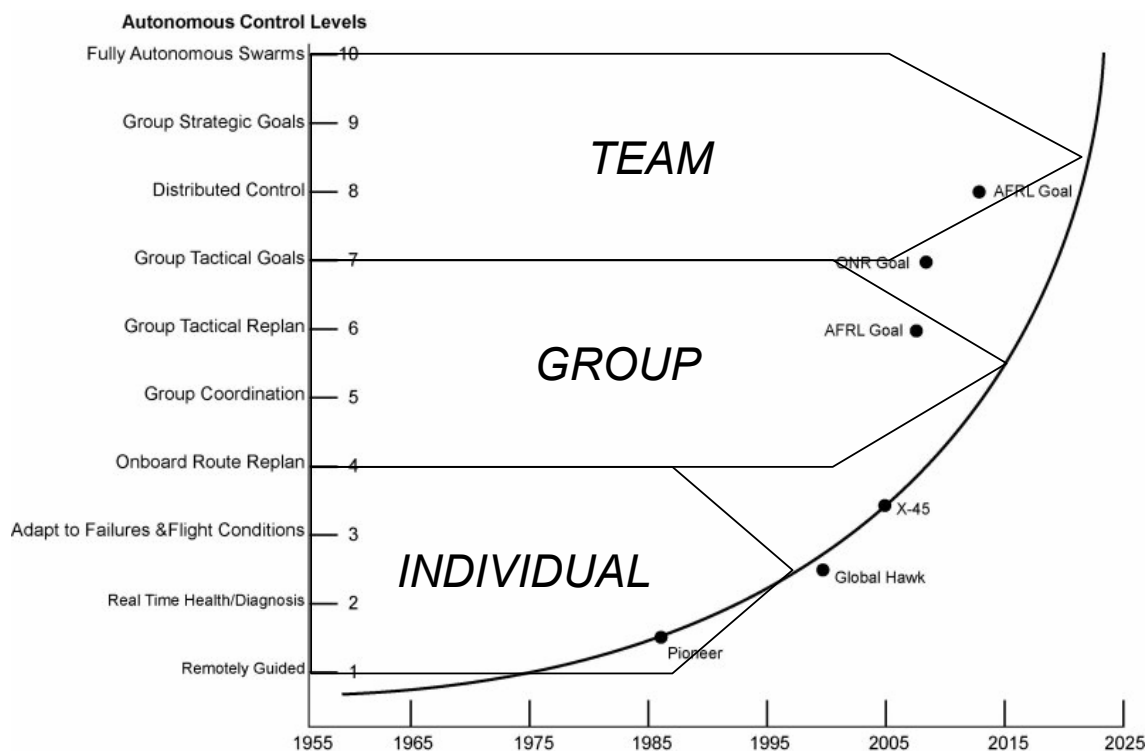 Autonomous Control Levels
Fully Autonomous Swarms 10
Group Strategic Goals 9
TEAM
Distributed Control 8
AFRL Goal
Group Tactical Goals 7
ONR Goal
Group Tactical Replan 6
AFRL Goal
GROUP
Group Coordination 5
Onboard Route Replan 4
X-45
Adapt to Failures &Flight Conditions 3
INDIVIDUAL
Global Hawk
Real Time Health/Diagnosis 2
Pioneer
Remotely Guided 1
1955 1965 1975 1985 1995 2005 2015 2025